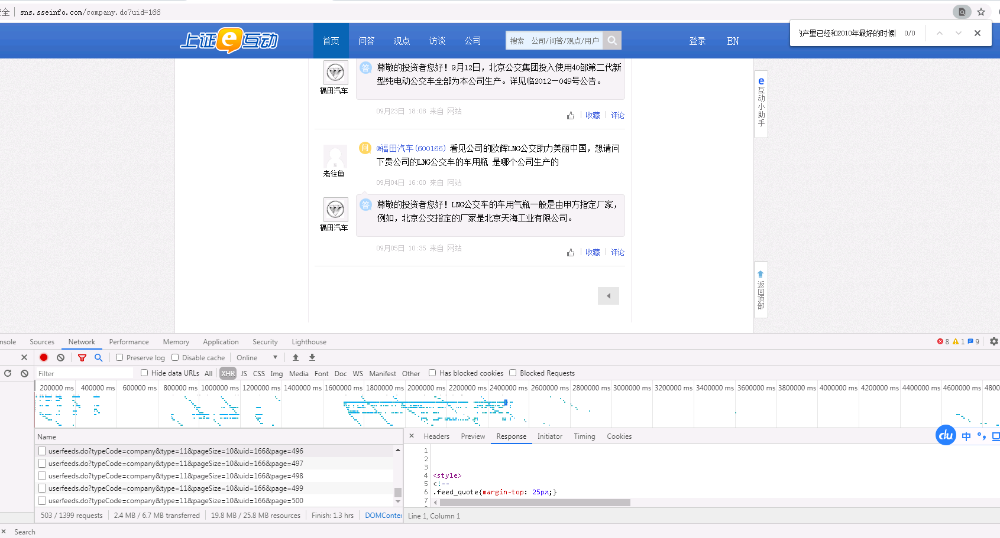 安全 sns.sseinfo.com/company.do?uid=166
产量已经和2010年最好的时候 0/0
上证e互动 首页 问答 观点 访谈 公司 搜索 公司/问答/观点/用户 登录 EN
答 尊敬的投资者您好！9月12日，北京公交集团投入使用40部第二代新
型纯电动公交车全部为本公司生产。详见临2012—049号公告。
福田汽车
09月23日 18:08 来自 网站
收藏 评论
e互动小助手
问 @福田汽车(600166) 看见公司的欧辉LNG公交助力美丽中国，想请问
下贵公司的LNG公交车的车用瓶 是哪个公司生产的
老往鱼
09月04日 16:00 来自 网站
答 尊敬的投资者您好！LNG公交车的车用气瓶一般是由甲方指定厂家，
例如，北京公交指定的厂家是北京天海工业有限公司。
福田汽车
09月05日 10:35 来自 网站
收藏 评论
返回顶部
nsole Sources Network Performance Memory Application Security Lighthouse 8 1 9
Preserve log Disable cache Online
Filter Hide data URLs All XHR JS CSS Img Media Font Doc WS Manifest Other Has blocked cookies Blocked Requests
200000 ms 400000 ms 600000 ms 800000 ms 1000000 ms 1200000 ms 1400000 ms 1600000 ms 1800000 ms 2000000 ms 2200000 ms 2400000 ms 2600000 ms 2800000 ms 3000000 ms 3200000 ms 3400000 ms 3600000 ms 3800000 ms 4000000 ms 4200000 ms 4400000 ms 4600000 ms 4800
Name
Headers Preview Response Initiator Timing Cookies
du 中
userfeeds.do?typeCode=company&type=11&pageSize=10&uid=166&page=496
userfeeds.do?typeCode=company&type=11&pageSize=10&uid=166&page=497
userfeeds.do?typeCode=company&type=11&pageSize=10&uid=166&page=498
userfeeds.do?typeCode=company&type=11&pageSize=10&uid=166&page=499
userfeeds.do?typeCode=company&type=11&pageSize=10&uid=166&page=500
1
2
3
4 <style>
5 <!--
6 .feed_quote{margin-top: 25px;}
7
503 / 1399 requests 2.4 MB / 6.7 MB transferred 19.8 MB / 25.8 MB resources Finish: 1.3 hrs DOMConter
Line 1, Column 1
Search